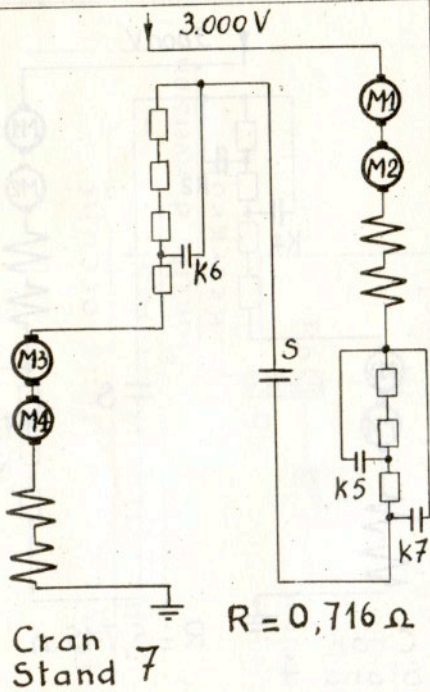 3.000 V
M1
M2
K6
M3
M4
S
K5
K7
R = 0,716 Ω
Cran
Stand 7